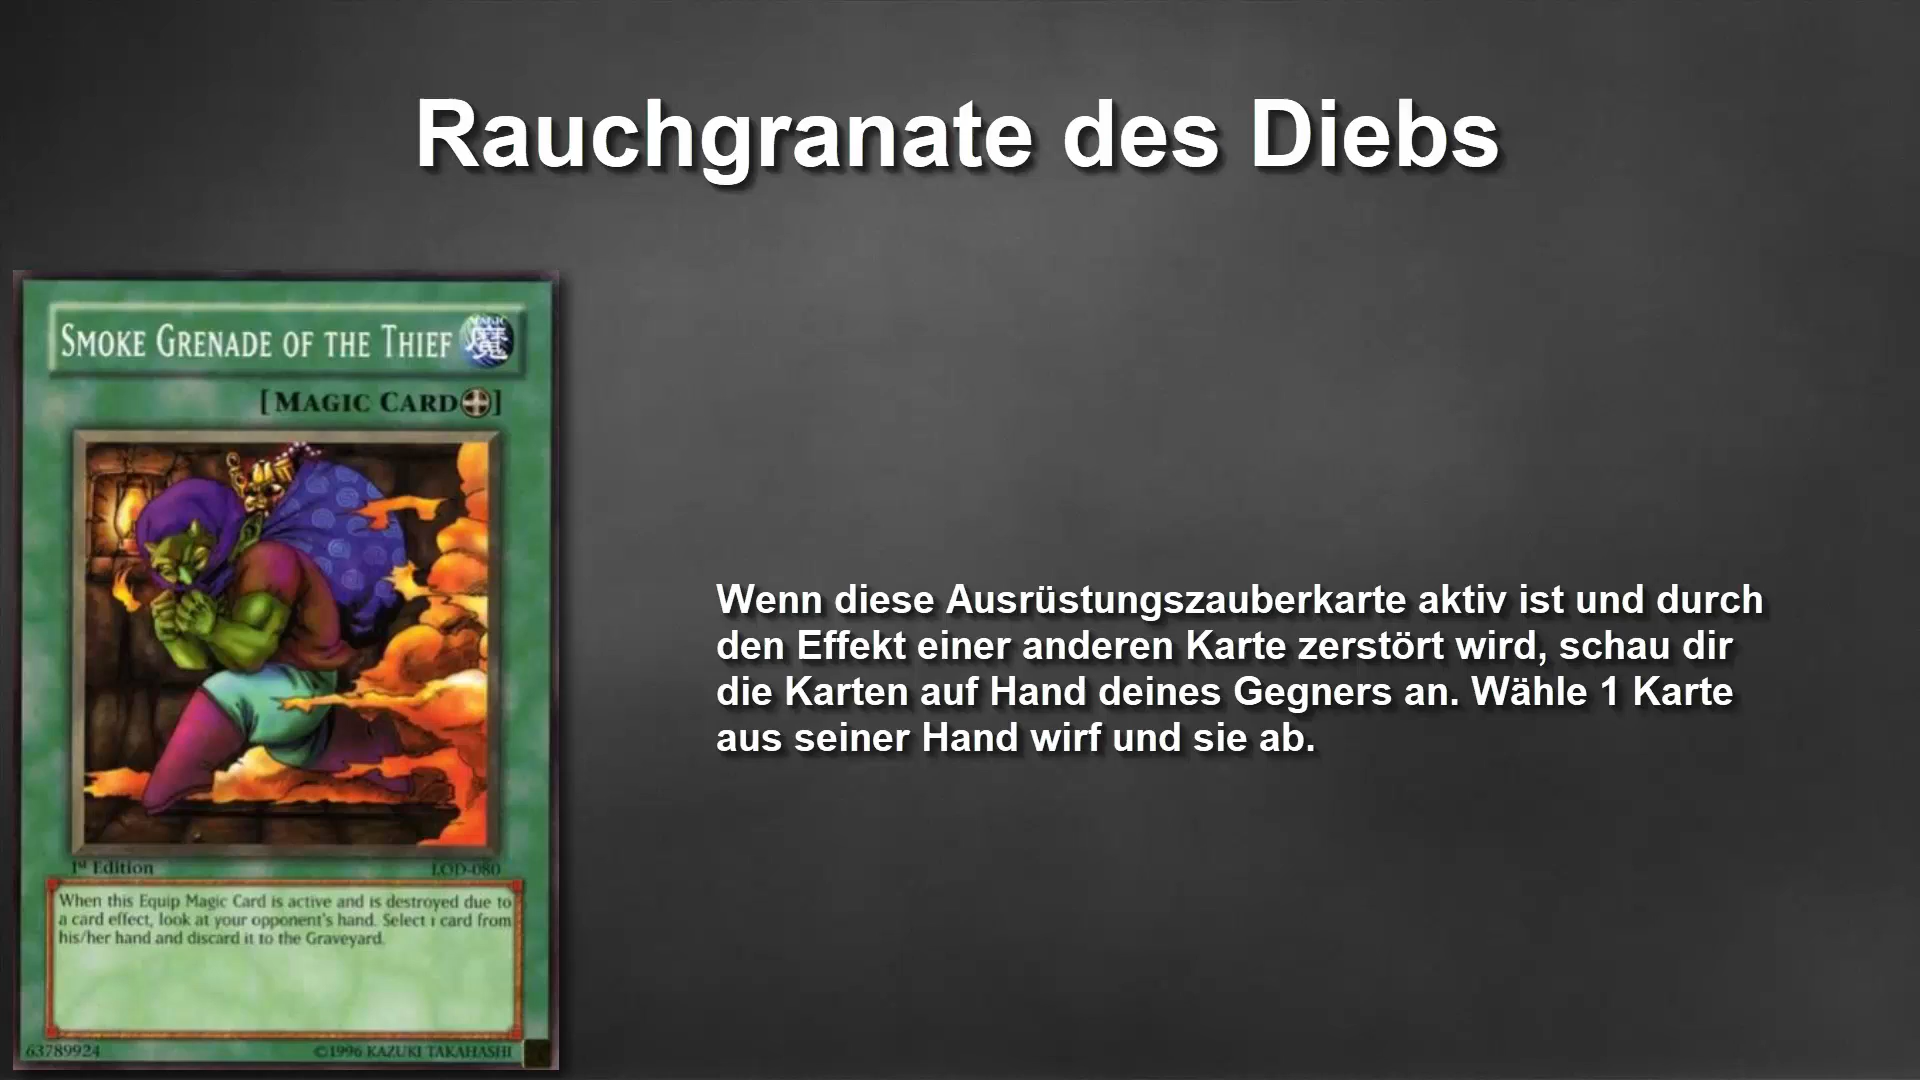 Rauchgranate des Diebs
SMOKE GRENADE OF THE THIEF
MAGIC
魔
[MAGIC CARD]
1st Edition
LOD-080
When this Equip Magic Card is active and is destroyed due to
a card effect, look at your opponent's hand. Select 1 card from
his/her hand and discard it to the Graveyard.
63789924
©1996 KAZUKI TAKAHASHI
Wenn diese Ausrüstungszauberkarte aktiv ist und durch
den Effekt einer anderen Karte zerstört wird, schau dir
die Karten auf Hand deines Gegners an. Wähle 1 Karte
aus seiner Hand wirf und sie ab.